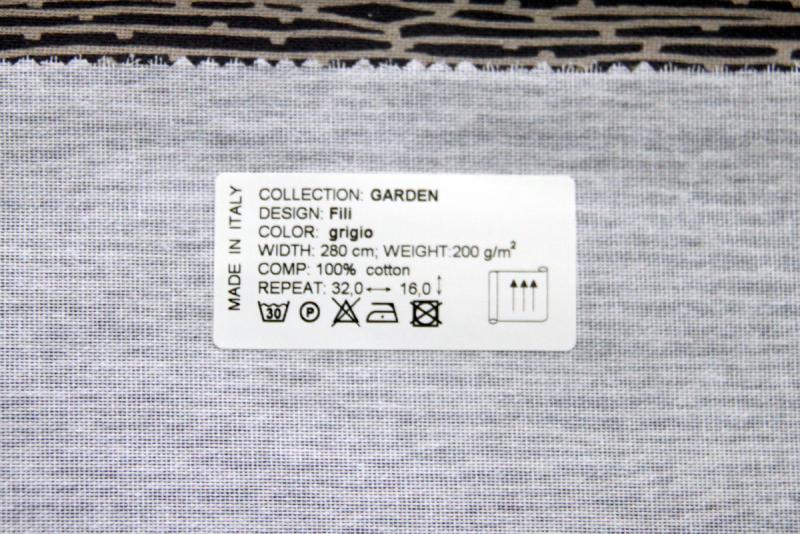 MADE IN ITALY
COLLECTION: GARDEN
DESIGN: Fili
COLOR: grigio
WIDTH: 280 cm; WEIGHT:200 g/m²
COMP: 100% cotton
REPEAT: 32,0 ↔ 16,0 ↕
30 P